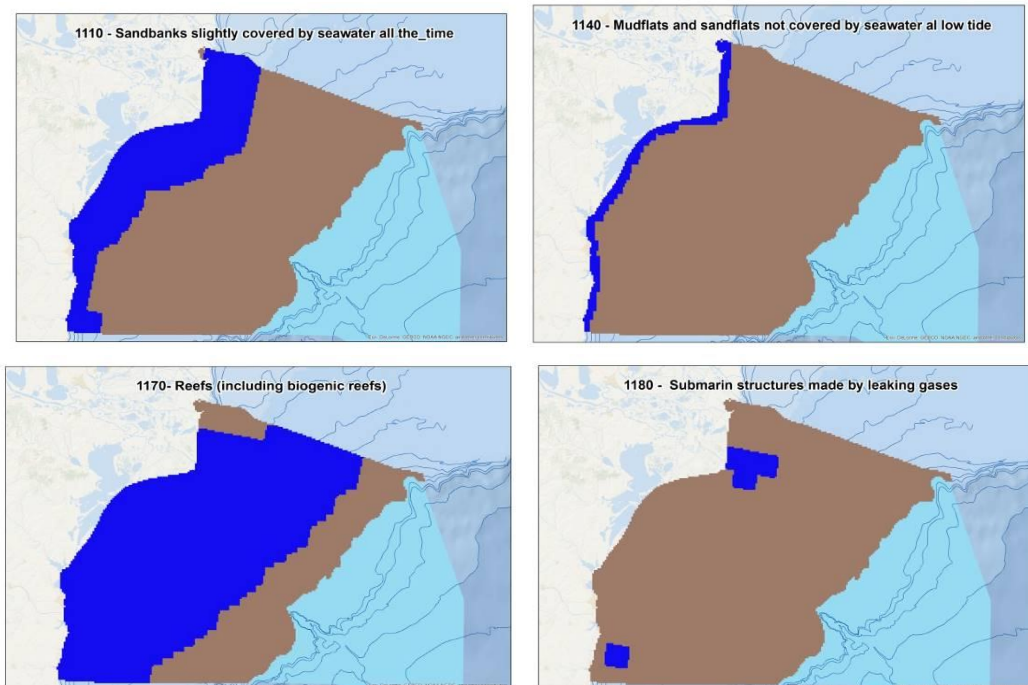 1110 - Sandbanks slightly covered by seawater all the_time
1140 - Mudflats and sandflats not covered by seawater al low tide
1170- Reefs (including biogenic reefs)
1180 - Submarin structures made by leaking gases